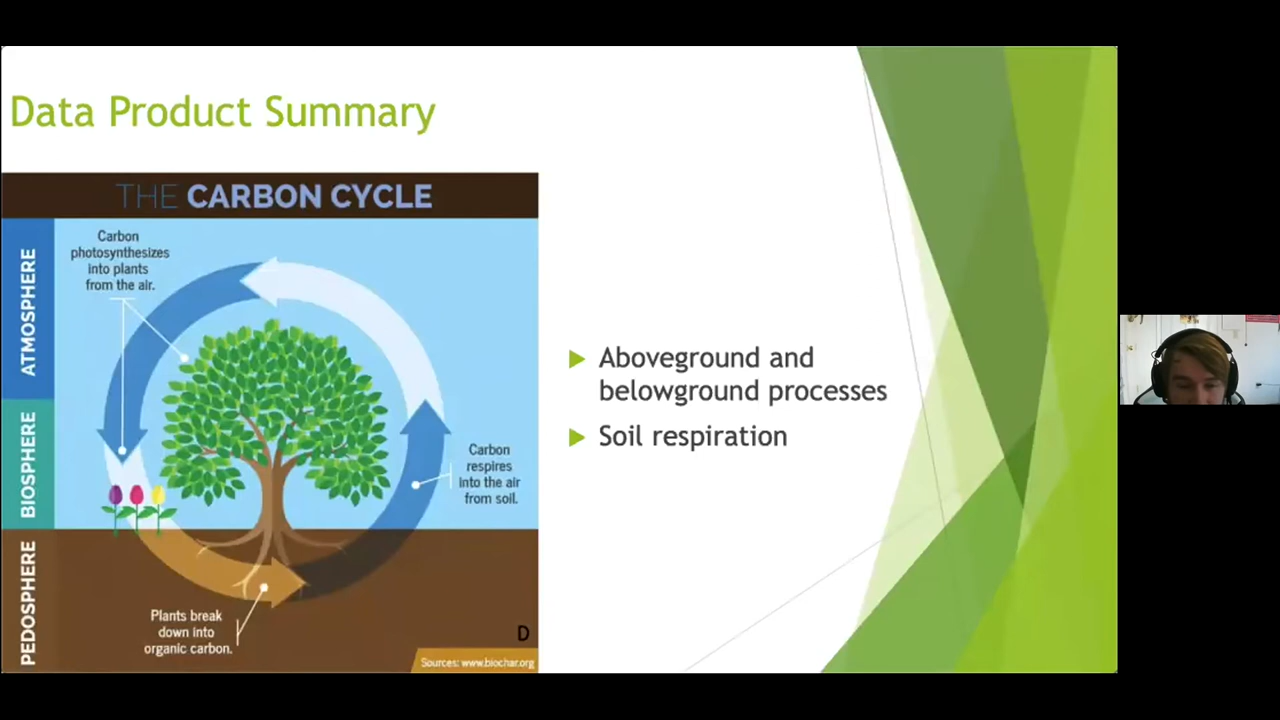 Data Product Summary
THE CARBON CYCLE
ATMOSPHERE
BIOSPHERE
PEDOSPHERE
Carbon
photosynthesizes
into plants
from the air.
Carbon
respires
into the air
from soil.
Plants break
down into
organic carbon.
D
Sources: www.biochar.org
Aboveground and
belowground processes
Soil respiration